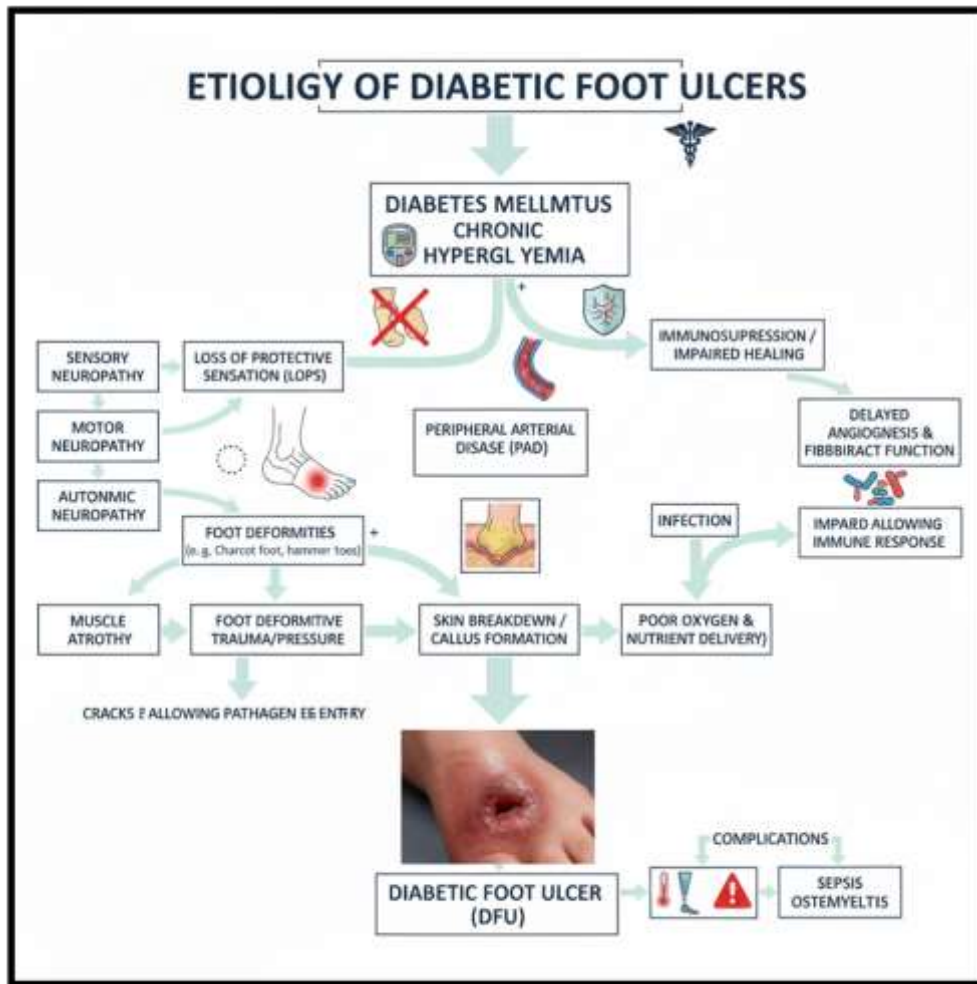 ETIOLIGY OF DIABETIC FOOT ULCERS
DIABETES MELLMTUS
CHRONIC
HYPERGL YEMIA
+
IMMUNOSUPRESSION /
IMPAIRED HEALING
SENSORY
NEUROPATHY
LOSS OF PROTECTIVE
SENSATION (LOPS)
MOTOR
NEUROPATHY
PERIPHERAL ARTERIAL
DISASE (PAD)
DELAYED
ANGIOGNESIS &
FIBBBIRACT FUNCTION
AUTONMIC
NEUROPATHY
FOOT DEFORMITIES
(e. g, Charcot foot, hammer toes)
+
INFECTION
IMPARD ALLOWING
IMMUNE RESPONSE
MUSCLE
ATROTHY
FOOT DEFORMITIVE
TRAUMA/PRESSURE
SKIN BREAKDEWN /
CALLUS FORMATION
POOR OXYGEN &
NUTRIENT DELIVERY)
CRACKS ALLOWING PATHAGEN
DIABETIC FOOT ULCER
(DFU)
COMPLICATIONS
SEPSIS
OSTEMYELTIS